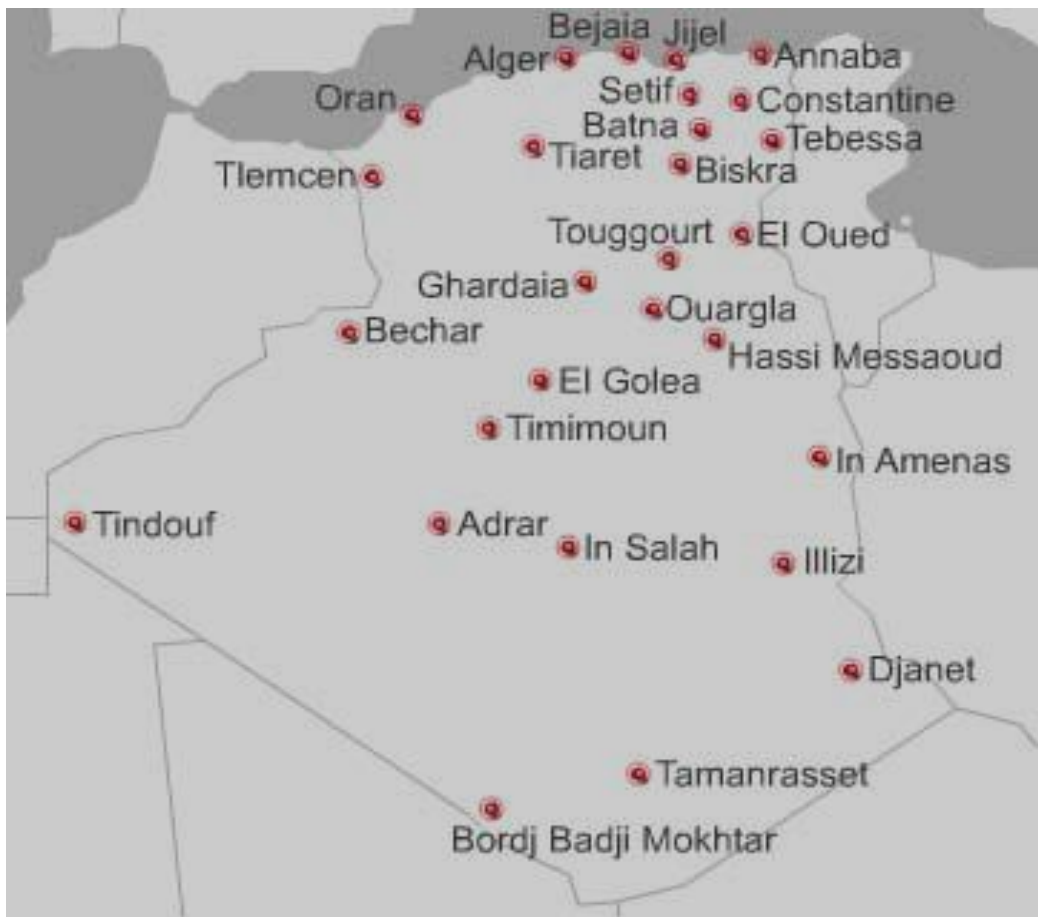 Bejaia
Jijel
Alger
Annaba
Setif
Constantine
Oran
Batna
Tebessa
Tiaret
Biskra
Tlemcen
Touggourt
El Oued
Ghardaia
Ouargla
Bechar
Hassi Messaoud
El Golea
Timimoun
In Amenas
Tindouf
Adrar
In Salah
Illizi
Djanet
Tamanrasset
Bordj Badji Mokhtar